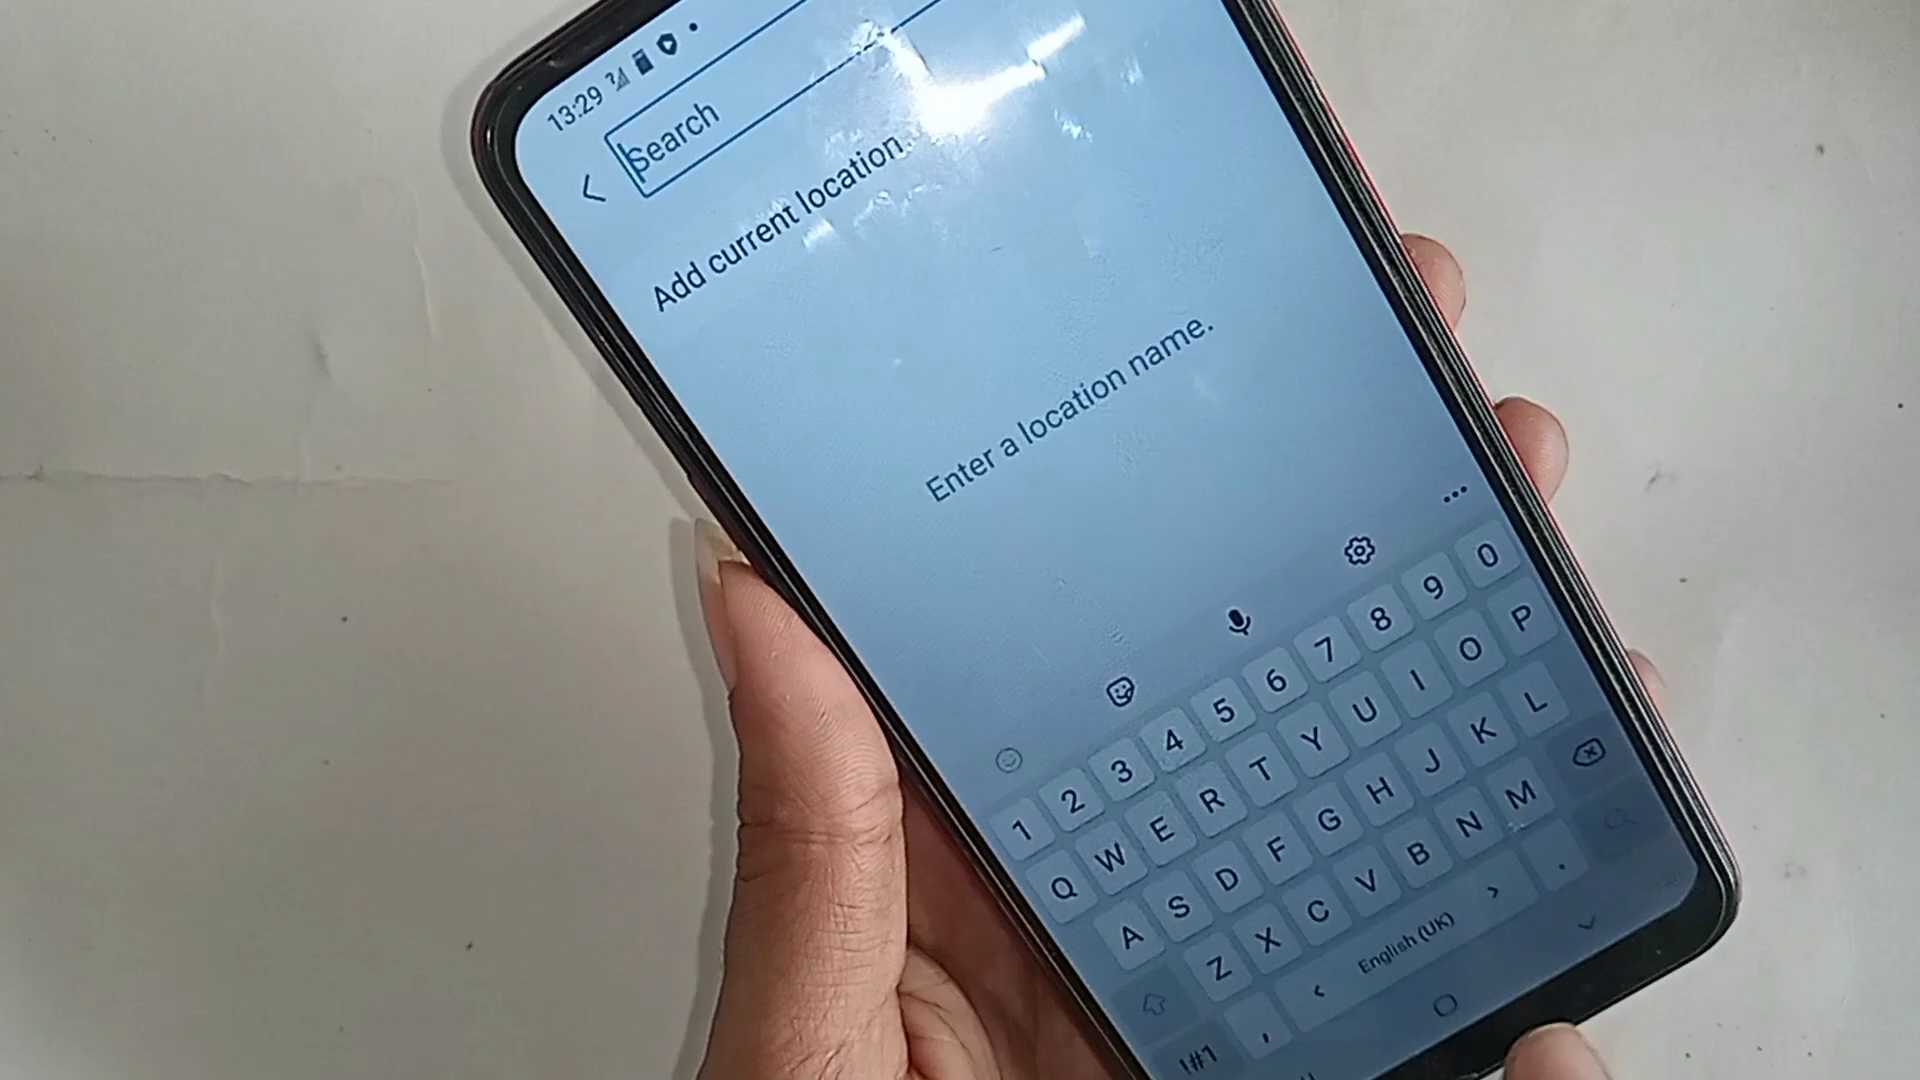 13:29
Search
Add current location
Enter a location name.
1 2 3 4 5 6 7 8 9 0
Q W E R T Y U I O P
A S D F G H J K L
Z X C V B N M
!#1 , < English (UK) > .